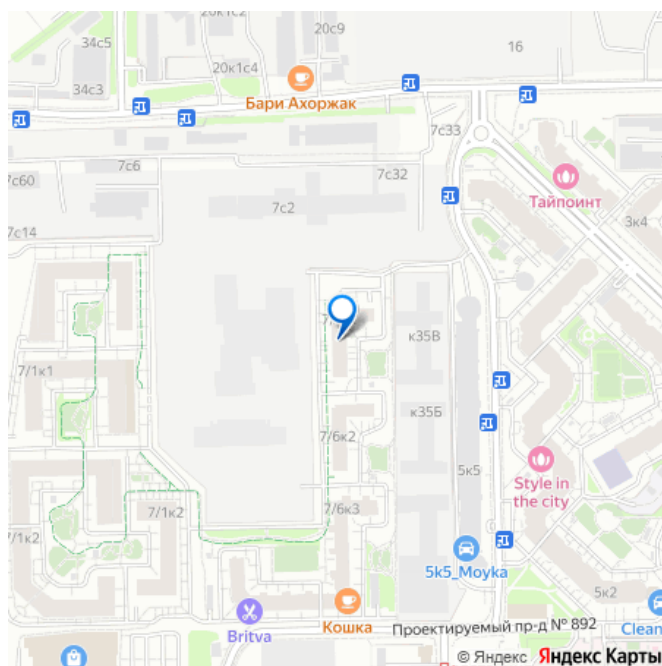 34с5
20с9
16
20к1с4
34с3
Бари Ахоржак
7с33
7с6
7с32
7с60
Тайпоинт
7с2
3к4
7с14
к35В
7/1к1
к35Б
7/6к2
5к5
Style in
the city
7/6к3
7/1к2
7/1к2
5k5_Moyka
5к2
Кошка
Britva
Проектируемый пр-д № 892
Clean
© Яндекс Яндекс Карты